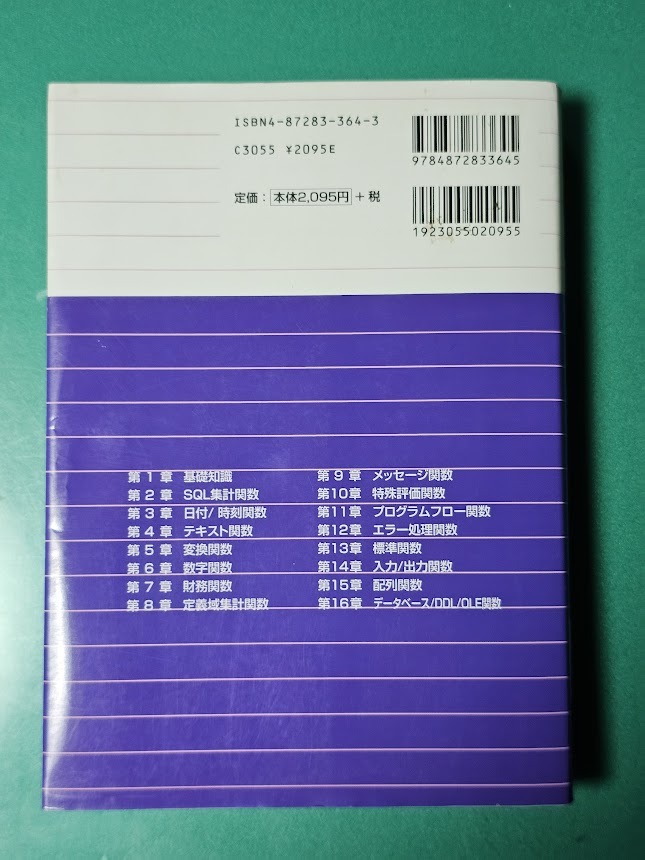 ISBN4-87283-364-3
C3055 ¥2095E
定価：本体2,095円＋税
9784872833645
1923055020955
第1章 基礎知識
第2章 SQL集計関数
第3章 日付/時刻関数
第4章 テキスト関数
第5章 変換関数
第6章 数字関数
第7章 財務関数
第8章 定義域集計関数
第9章 メッセージ関数
第10章 特殊評価関数
第11章 プログラムフロー関数
第12章 エラー処理関数
第13章 標準関数
第14章 入力/出力関数
第15章 配列関数
第16章 データベース/DDL/OLE関数